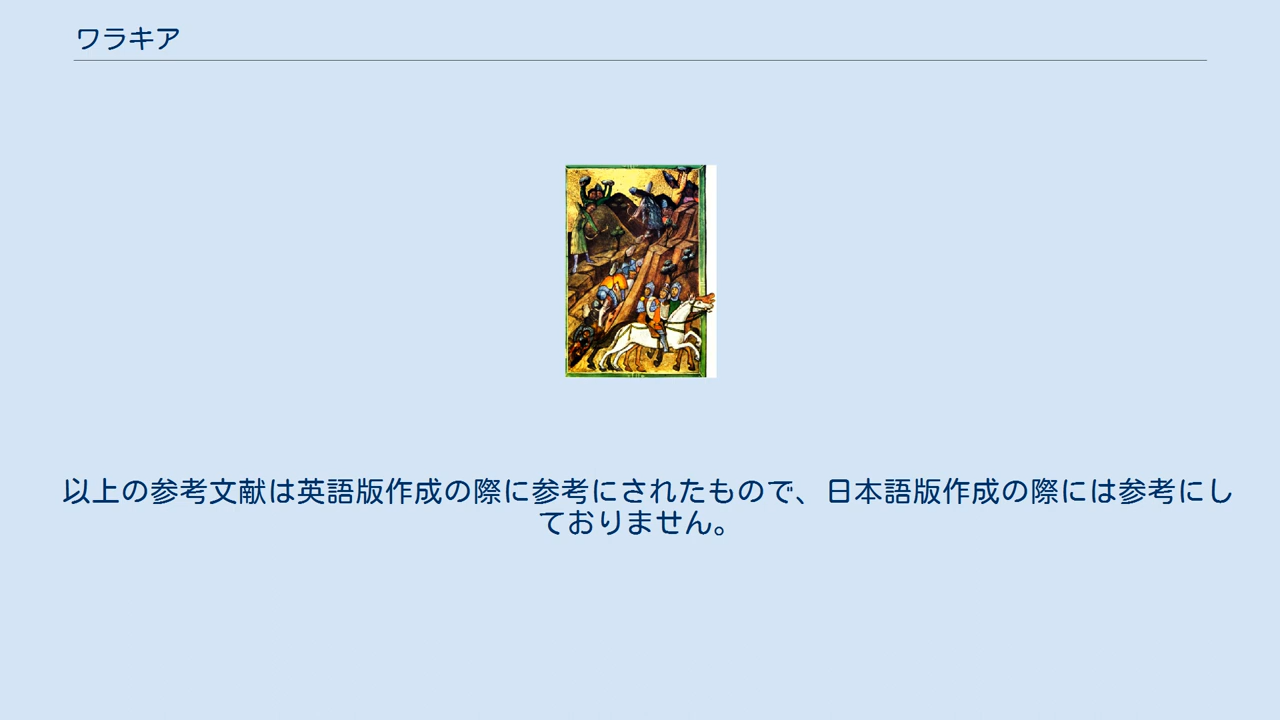 ワラキア
以上の参考文献は英語版作成の際に参考にされたもので、日本語版作成の際には参考にし
ておりません。